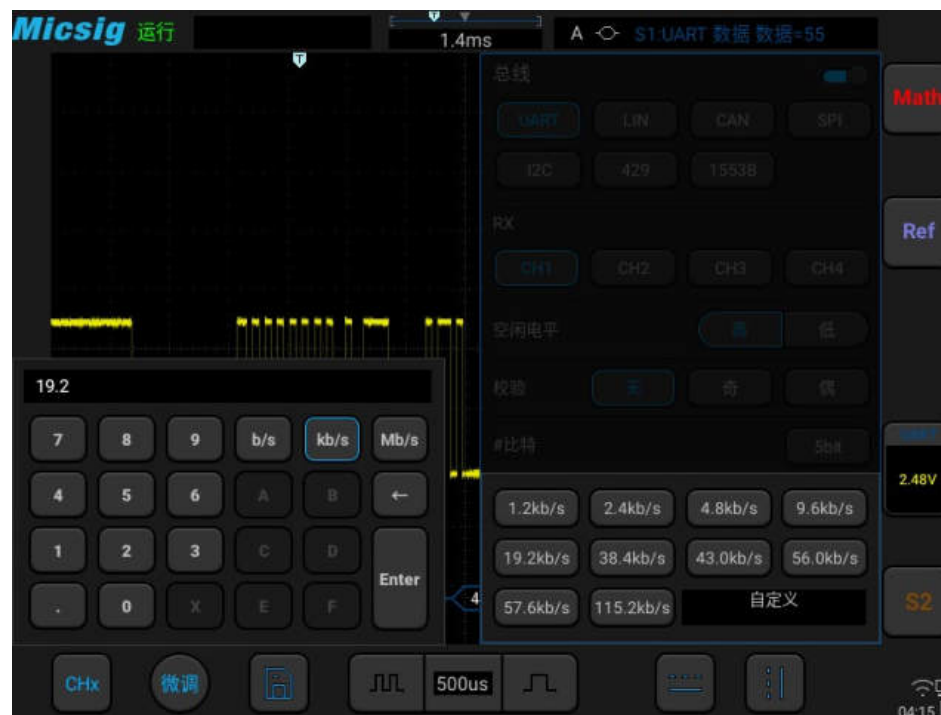 Micsig 运行
1.4ms
A S1:UART 数据 数据=55
T
T
总线
UART LIN CAN SPI
I2C 429 1553B
Math
RX
CH1 CH2 CH3 CH4
Ref
空闲电平 高 低
校验 无 奇 偶
#比特 5bit
19.2
7 8 9 b/s kb/s Mb/s
4 5 6 A B ←
1 2 3 C D
Enter
. 0 X E F
2.48V
1.2kb/s 2.4kb/s 4.8kb/s 9.6kb/s
19.2kb/s 38.4kb/s 43.0kb/s 56.0kb/s
57.6kb/s 115.2kb/s 自定义
4
S2
CHx 微调 500us
04:15